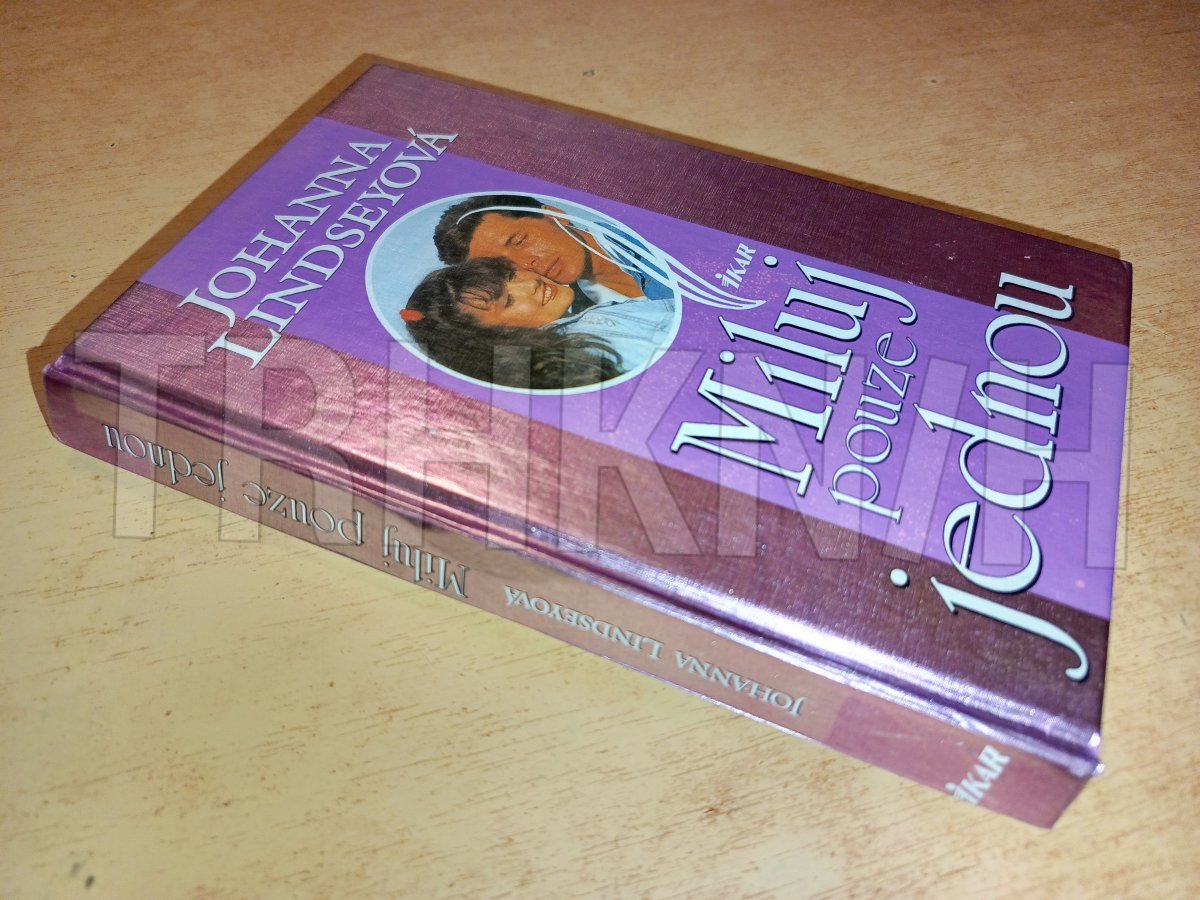 JOHANNA
LINDSEYOVÁ
IKAR
Miluj
pouze
jednou
JOHANNA LINDSEYOVÁ Miluj pouze jednou
IKAR
TRHKNIH